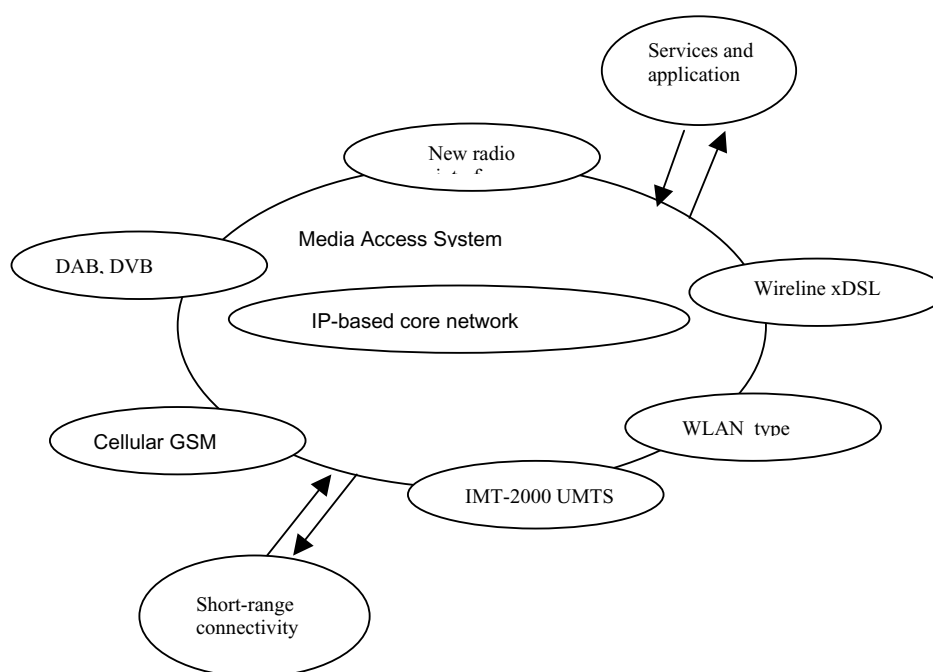 Services and
application
New radio
Media Access System
DAB, DVB
Wireline xDSL
IP-based core network
Cellular GSM
WLAN type
IMT-2000 UMTS
Short-range
connectivity